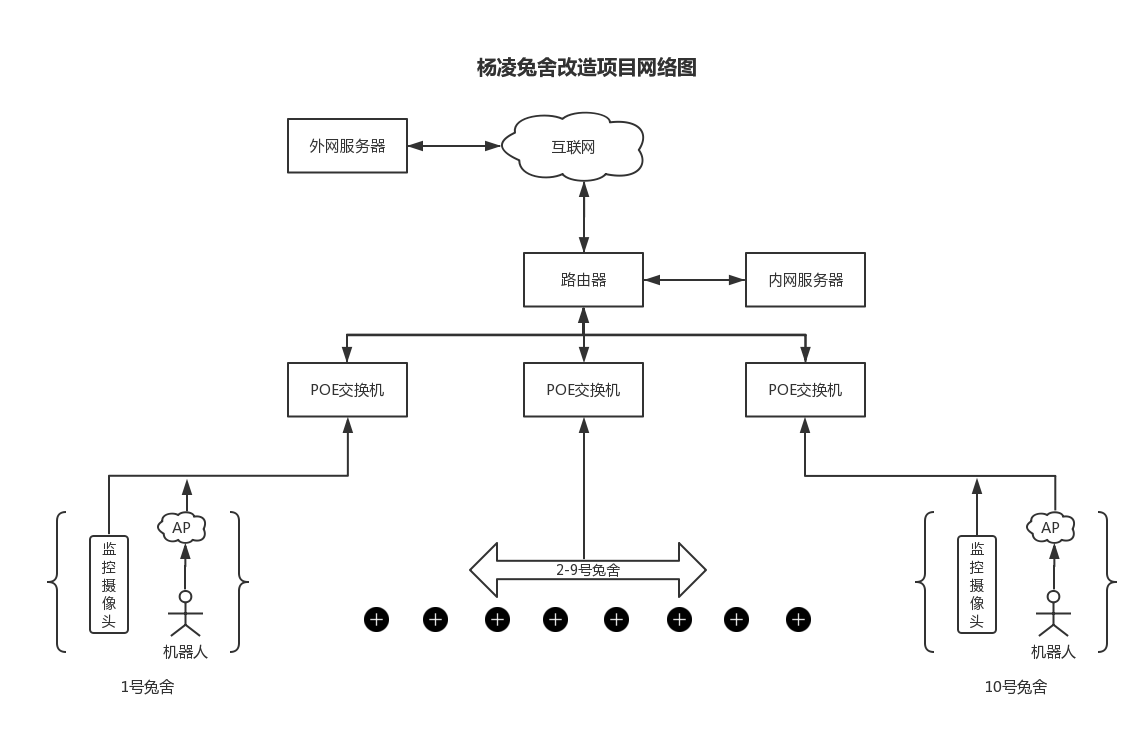 杨凌兔舍改造项目网络图
外网服务器
互联网
路由器
内网服务器
POE交换机
POE交换机
POE交换机
AP
监控摄像头
机器人
1号兔舍
2-9号兔舍
AP
监控摄像头
机器人
10号兔舍